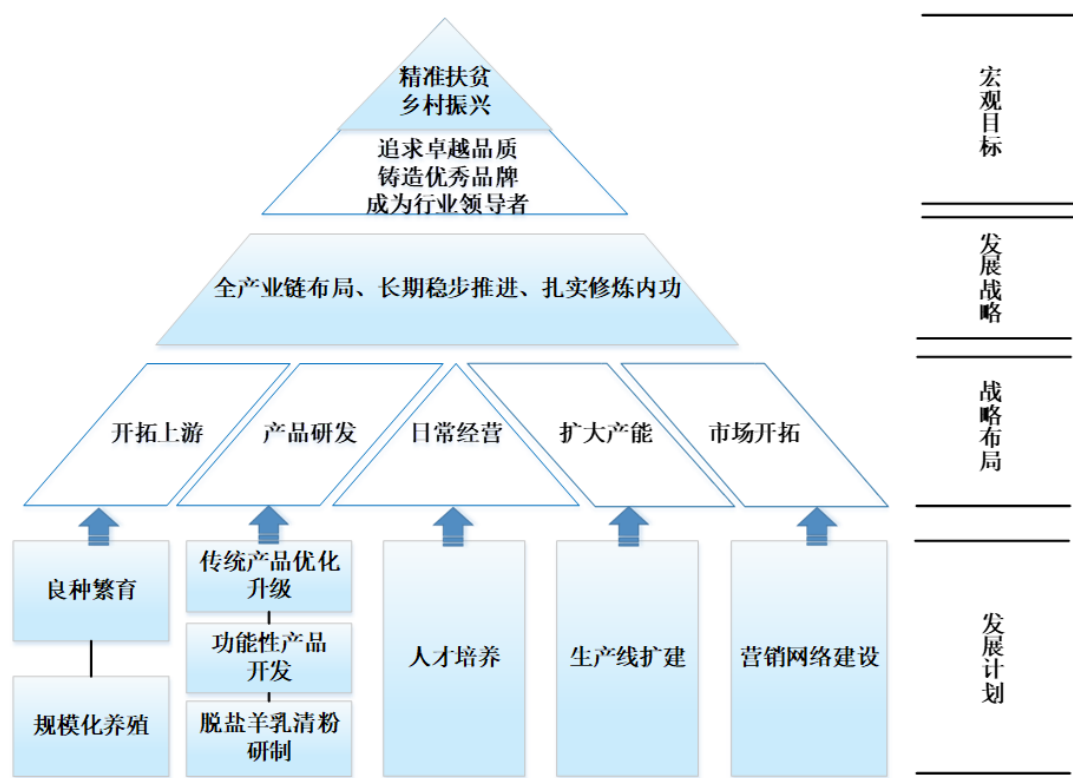 精准扶贫
乡村振兴
宏观目标
追求卓越品质
铸造优秀品牌
成为行业领导者
全产业链布局、长期稳步推进、扎实修炼内功
发展战略
开拓上游
产品研发
日常经营
扩大产能
市场开拓
战略布局
良种繁育
规模化养殖
传统产品优化
升级
功能性产品
开发
脱盐羊乳清粉
研制
人才培养
生产线扩建
营销网络建设
发展计划